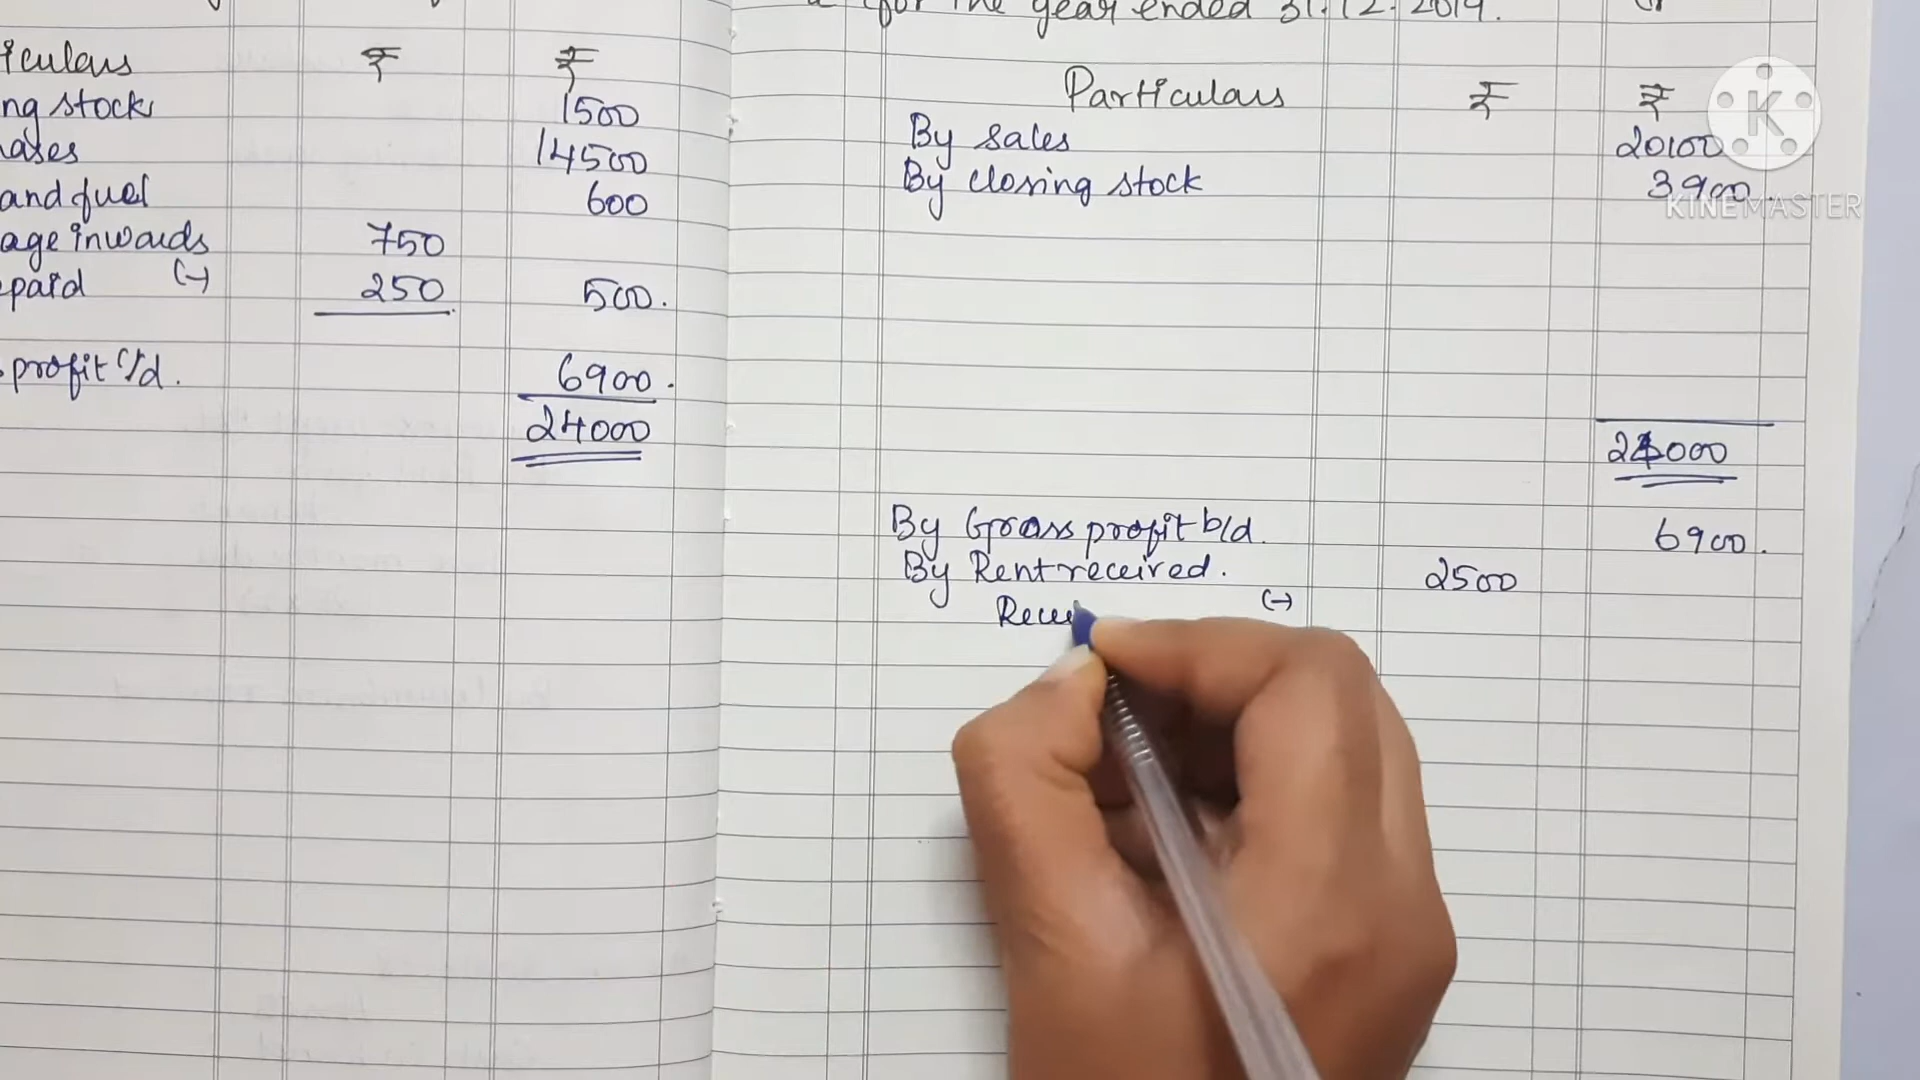 for the year ended 31.12.2019.
iculars ₹ ₹
ng stock 1500
ases 14500
and fuel 600
age inwards 750
paid (-) 250 500.
profit c/d. 6900.
24000
Particulars ₹ ₹
By sales 20100
By closing stock 3900
24000
By Gross profit b/d. 6900.
By Rent received. 2500
Recei (-)
K
KINEMASTER